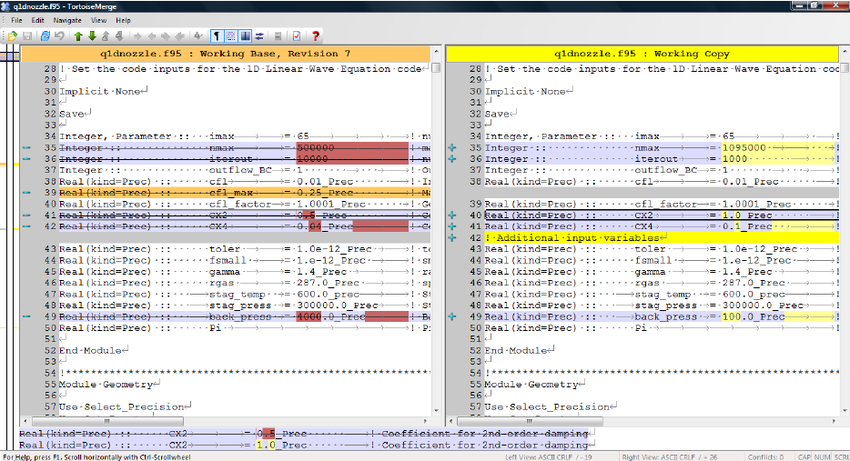 q1dnozzle.f95 - TortoiseMerge
File Edit Navigate View Help
q1dnozzle.f95 : Working Base, Revision 7
28 ! Set the code inputs for the 1D Linear Wave Equation code
29
30 Implicit None
31
32 Save
33
34 Integer, Parameter :: imax = 65 !
35 Integer :: nmax = 500000 !
36 Integer :: iterout = 10000 !
37 Integer :: outflow_BC = 1 !
38 Real(kind=Prec) :: cfl = 0.01_Prec !
39 Real(kind=Prec) :: cfl_max = 0.25_Prec !
40 Real(kind=Prec) :: cfl_factor = 1.0001_Prec !
41 Real(kind=Prec) :: CX2 = 0.5_Prec !
42 Real(kind=Prec) :: CX4 = 0.04_Prec !
43 Real(kind=Prec) :: toler = 1.0e-12_Prec ! to
44 Real(kind=Prec) :: fsmall = 1.e-12_Prec !
45 Real(kind=Prec) :: gamma = 1.4_Prec ! sp
46 Real(kind=Prec) :: rgas = 287.0_Prec !
47 Real(kind=Prec) :: stag_temp = 600.0_Prec ! St
48 Real(kind=Prec) :: stag_press = 300000.0_Prec !
49 Real(kind=Prec) :: back_press = 4000.0_Prec ! Ba
50 Real(kind=Prec) :: Pi ! Pi
51
52 End Module
53
54 !*****************************************************
55 Module Geometry
56
57 Use Select_Precision
q1dnozzle.f95 : Working Copy
28 ! Set the code inputs for the 1D Linear Wave Equation coc
29
30 Implicit None
31
32 Save
33
34 Integer, Parameter :: imax = 65 !
35 Integer :: nmax = 1095000 !
36 Integer :: iterout = 1000 !
37 Integer :: outflow_BC = 1 !
38 Real(kind=Prec) :: cfl = 0.01_Prec !
39 Real(kind=Prec) :: cfl_factor = 1.0001_Prec !
40 Real(kind=Prec) :: CX2 = 1.0_Prec !
41 Real(kind=Prec) :: CX4 = 0.1_Prec !
42 ! Additional input variables
43 Real(kind=Prec) :: toler = 1.0e-12_Prec !
44 Real(kind=Prec) :: fsmall = 1.e-12_Prec !
45 Real(kind=Prec) :: gamma = 1.4_Prec !
46 Real(kind=Prec) :: rgas = 287.0_Prec !
47 Real(kind=Prec) :: stag_temp = 600.0_Prec !
48 Real(kind=Prec) :: stag_press = 300000.0_Prec !
49 Real(kind=Prec) :: back_press = 100.0_Prec !
50 Real(kind=Prec) :: Pi !
51
52 End Module
53
54 !*****************************************************
55 Module Geometry
56
57 Use Select_Precision
Real(kind=Prec) :: CX2 = 0.5_Prec ! Coefficient for 2nd-order damping
Real(kind=Prec) :: CX2 = 1.0_Prec ! Coefficient for 2nd-order damping
For Help, press F1. Scroll horizontally with Ctrl-Scrollwheel
Left View: ASCII CRLF / - 19
Right View: ASCII CRLF / + 26
Conflicts: 0
CAP NUM SCRL